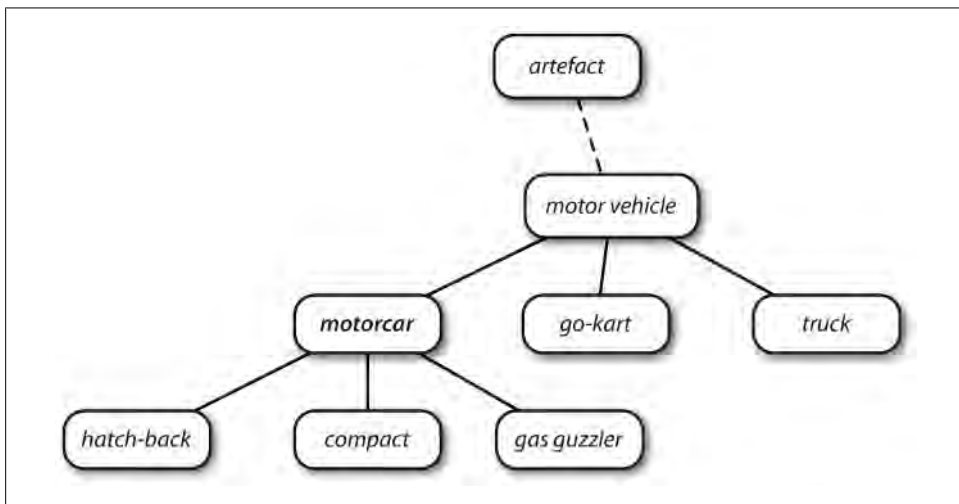 artefact
motor vehicle
motorcar
go-kart
truck
hatch-back
compact
gas guzzler